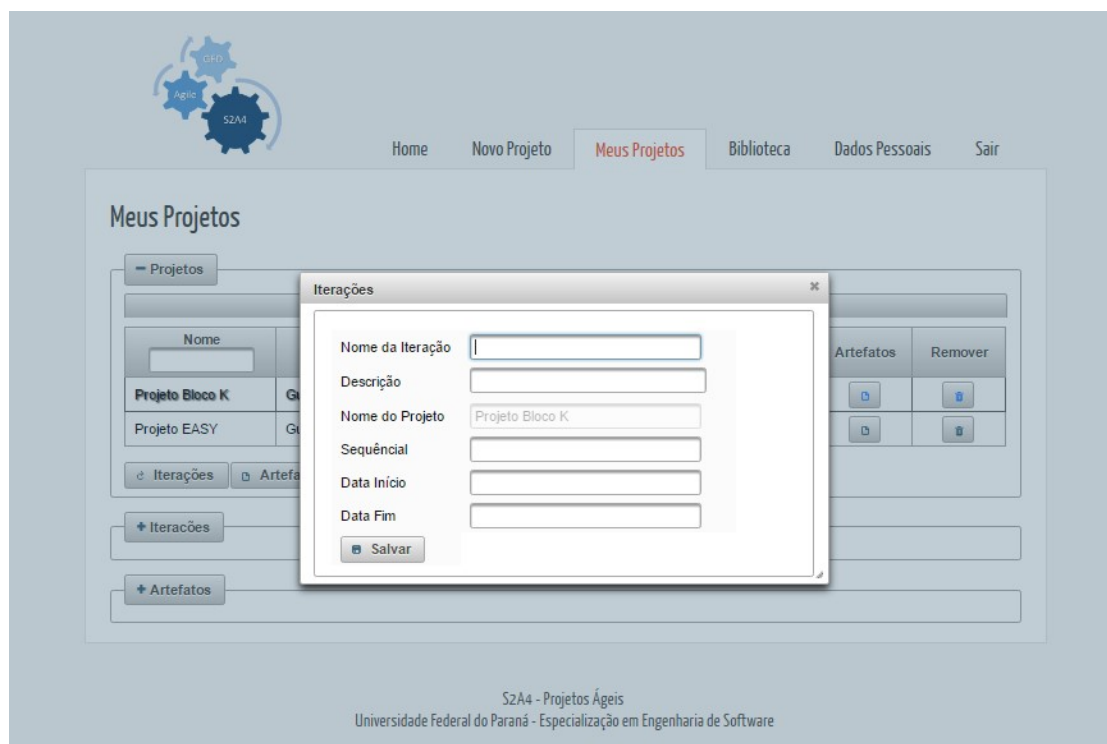 GED
Agile
S2A4
Home Novo Projeto Meus Projetos Biblioteca Dados Pessoais Sair
Meus Projetos
Projetos
Iterações
Nome Artefatos Remover
Nome da Iteração
Descrição
Projeto Bloco K
Nome do Projeto Projeto Bloco K
Projeto EASY
Sequêncial
Iterações
Data Início
Data Fim
Iteracões
Salvar
Artefatos
S2A4 - Projetos Ágeis
Universidade Federal do Paraná - Especialização em Engenharia de Software